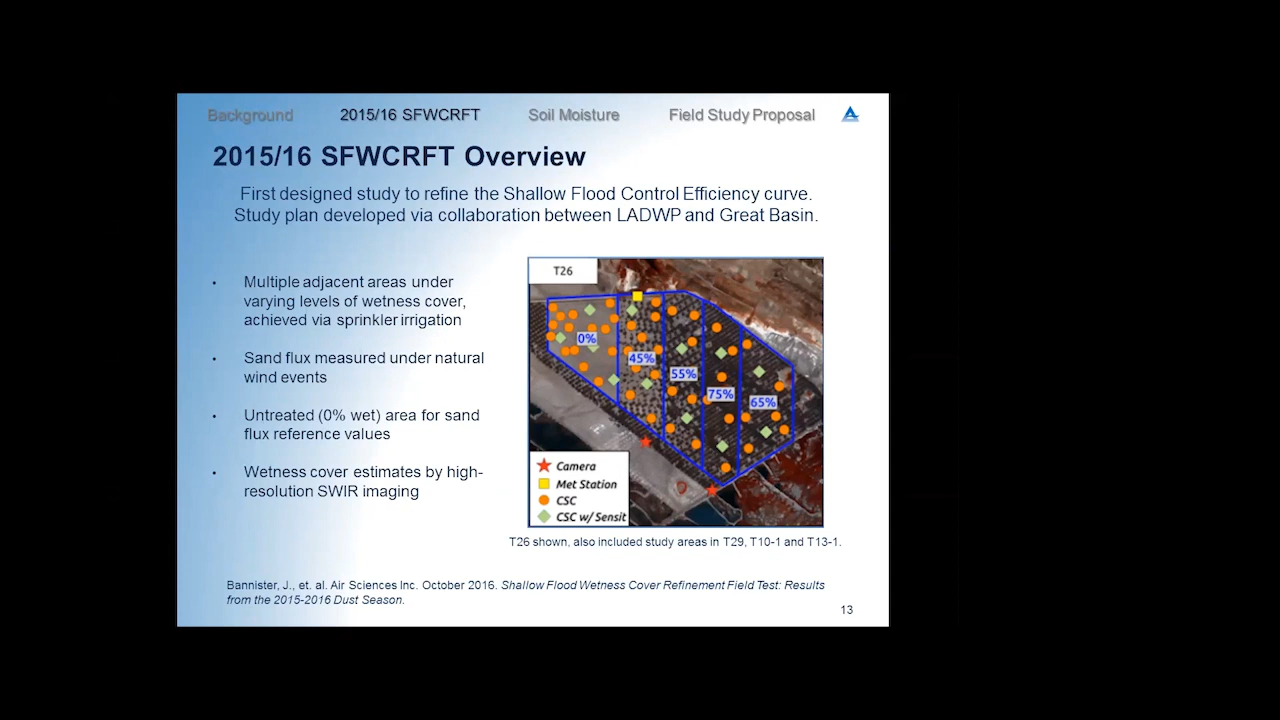 Background 2015/16 SFWCRFT Soil Moisture Field Study Proposal
2015/16 SFWCRFT Overview
First designed study to refine the Shallow Flood Control Efficiency curve.
Study plan developed via collaboration between LADWP and Great Basin.
• Multiple adjacent areas under
varying levels of wetness cover,
achieved via sprinkler irrigation
• Sand flux measured under natural
wind events
• Untreated (0% wet) area for sand
flux reference values
• Wetness cover estimates by high-
resolution SWIR imaging
T26
0%
45%
55%
75%
65%
Camera
Met Station
CSC
CSC w/ Sensit
T26 shown, also included study areas in T29, T10-1 and T13-1.
Bannister, J., et. al. Air Sciences Inc. October 2016. Shallow Flood Wetness Cover Refinement Field Test: Results
from the 2015-2016 Dust Season.
13